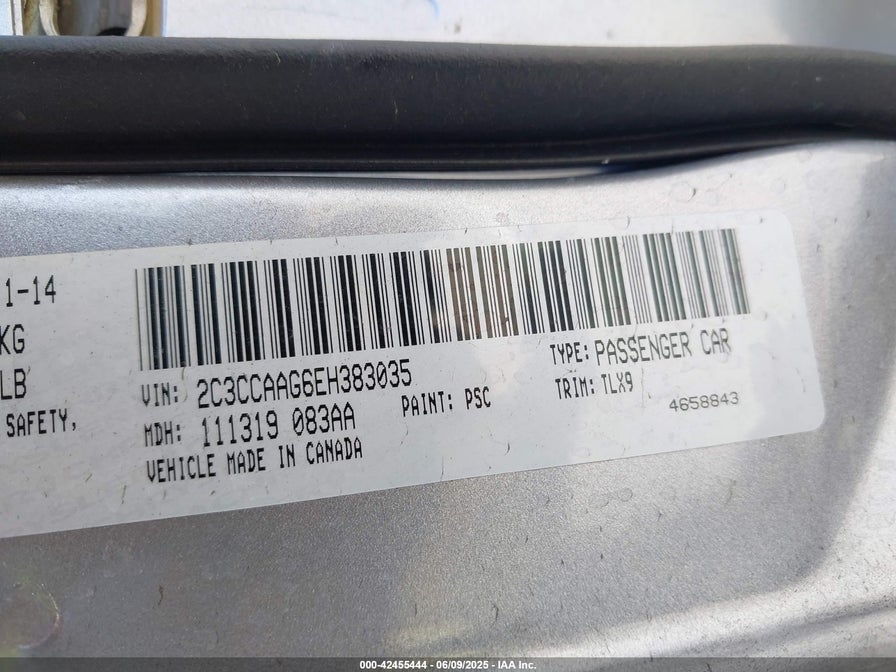 1-14
KG
LB
SAFETY,
VIN: 2C3CCAAG6EH383035
TYPE: PASSENGER CAR
MDH: 111319 083AA
PAINT: PSC
TRIM: TLX9
VEHICLE MADE IN CANADA
4658843
000-42455444 - 06/09/2025 - IAA Inc.